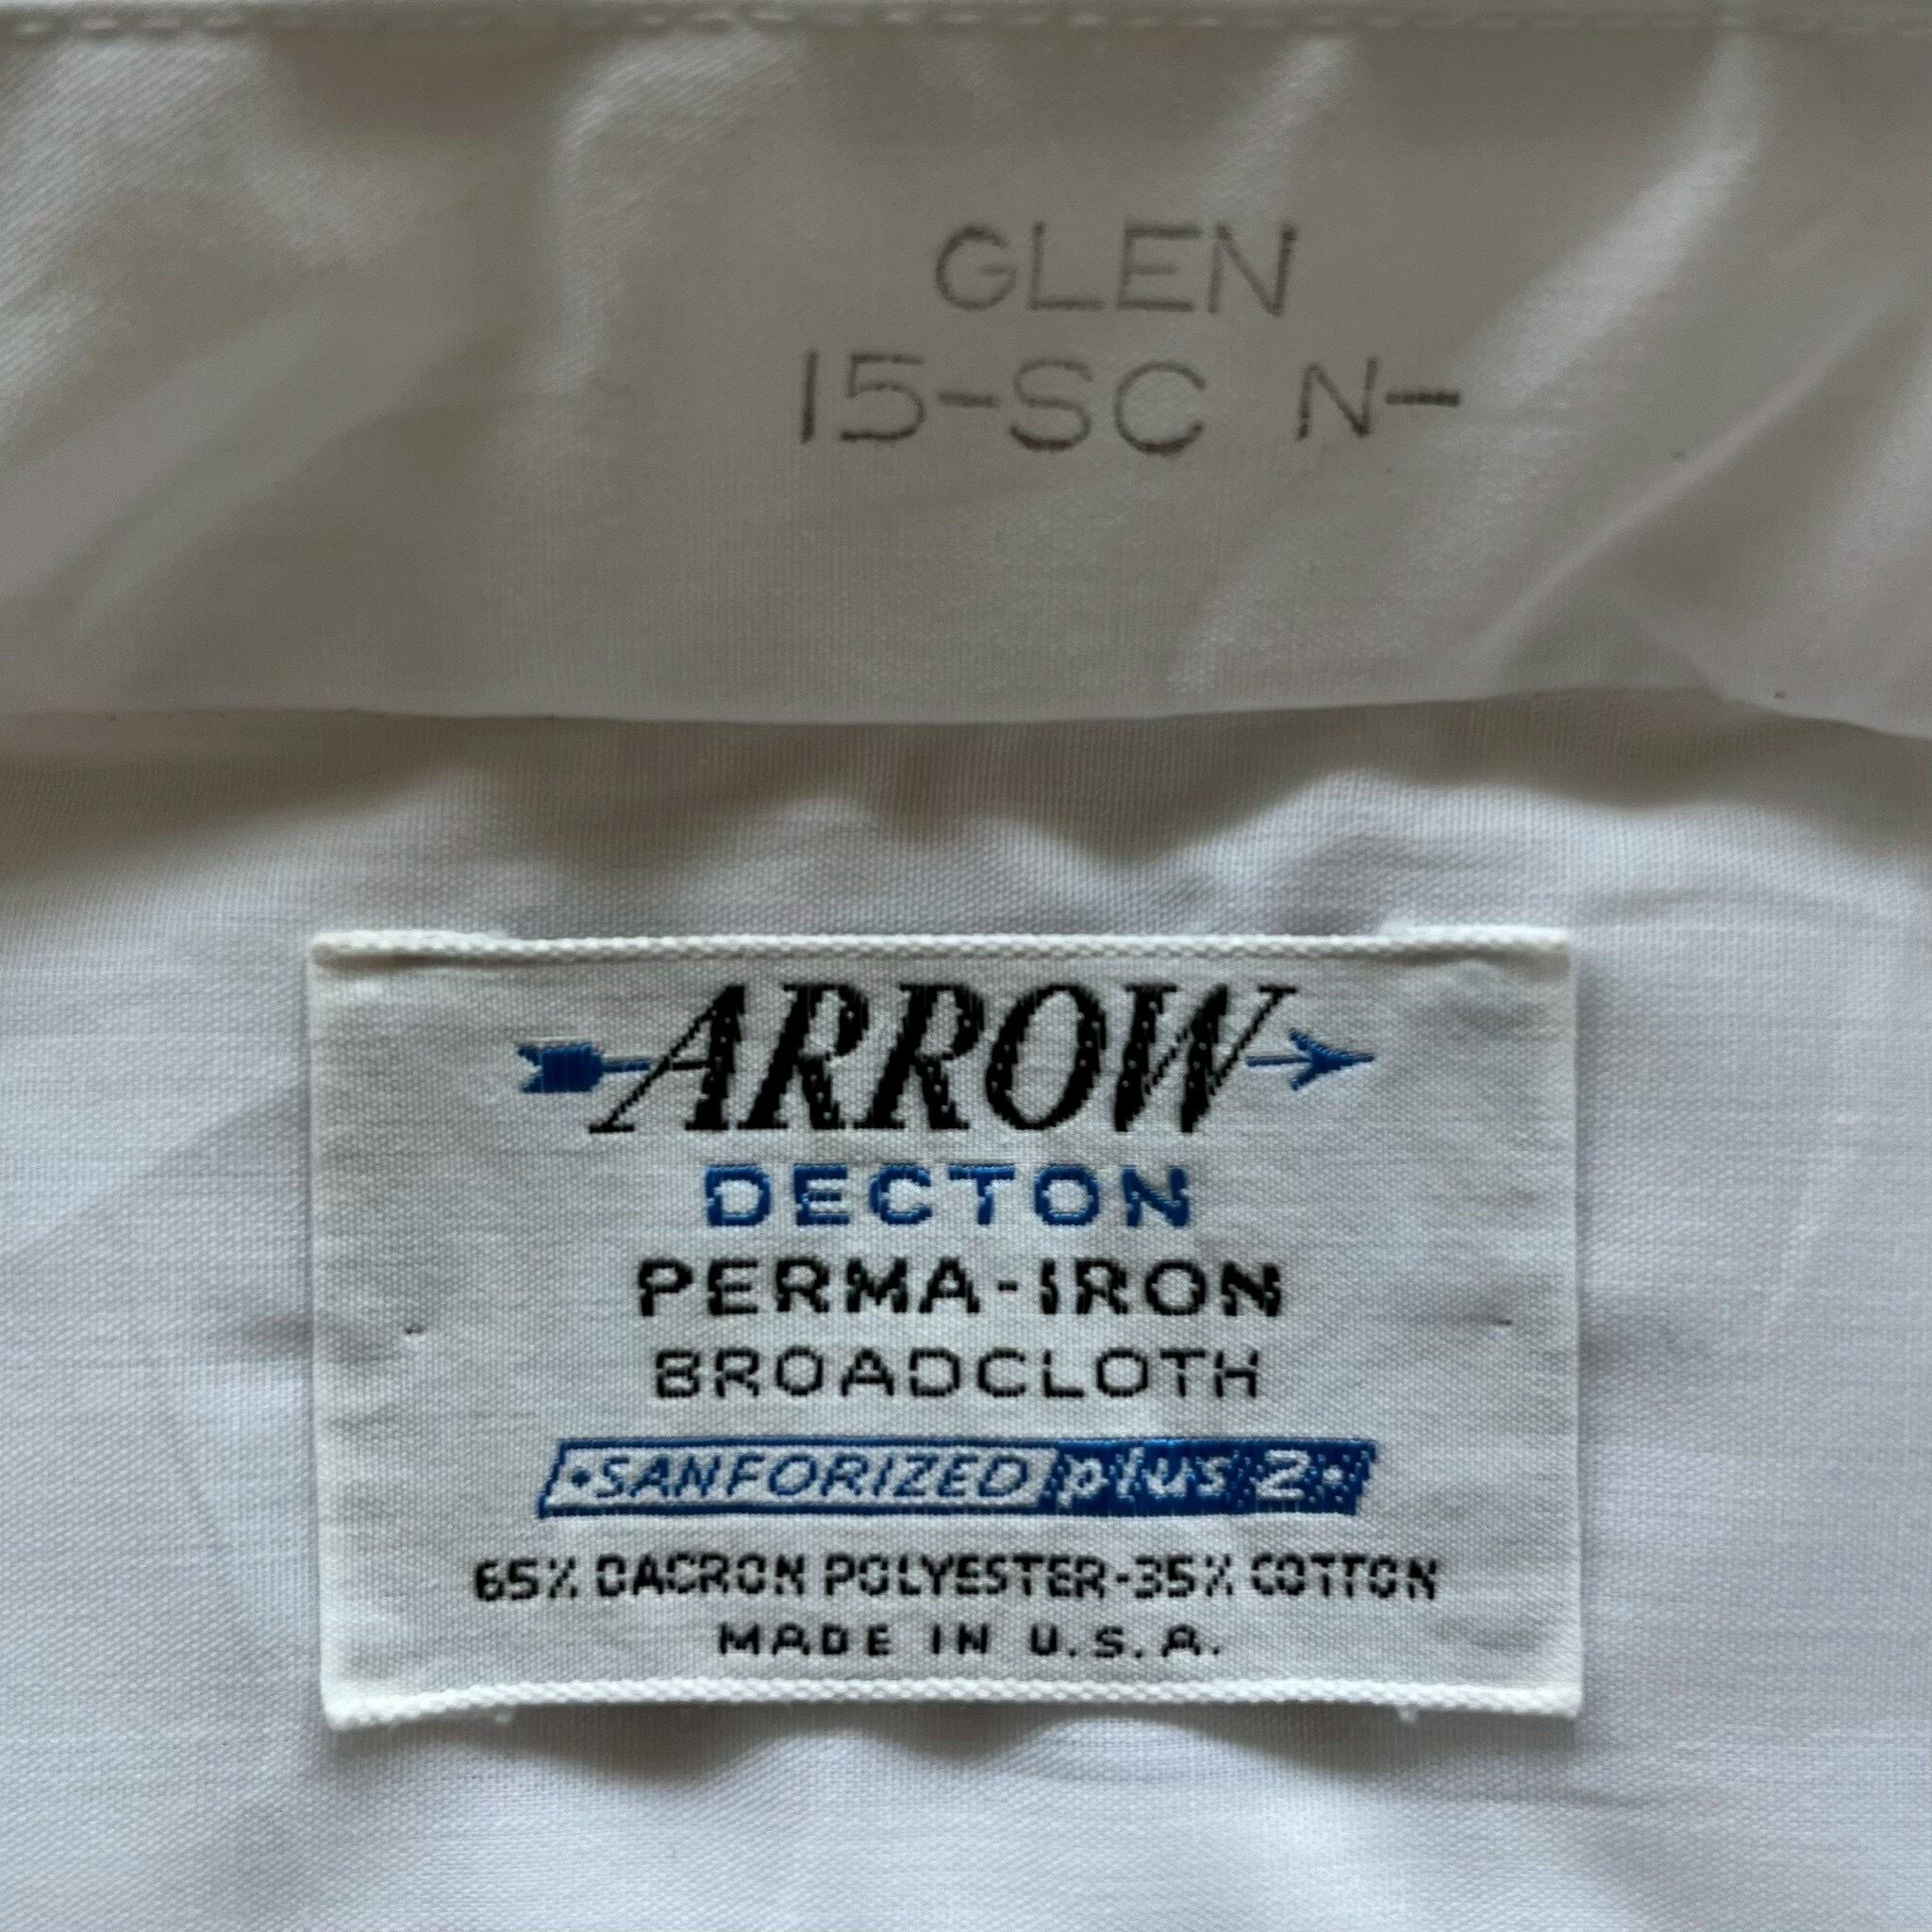 GLEN
15-SC N-
ARROW
DECTON
PERMA-IRON
BROADCLOTH
•SANFORIZED plus 2•
65% DACRON POLYESTER-35% COTTON
MADE IN U.S.A.